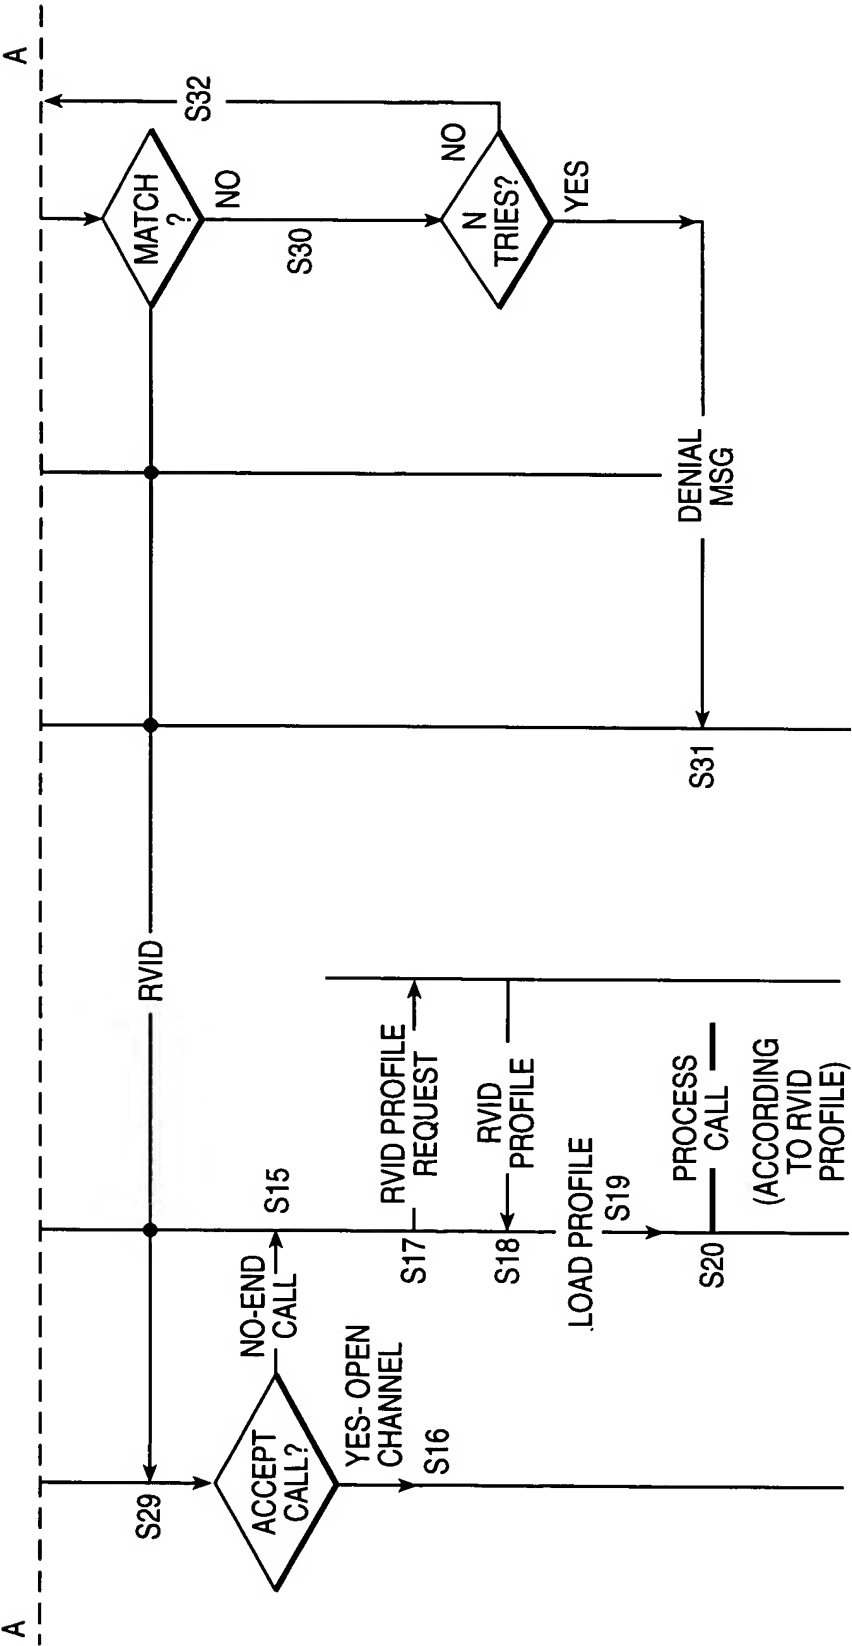 A
A
S29
RVID
MATCH
?
NO
S32
ACCEPT
CALL?
NO-END
CALL
S15
YES- OPEN
CHANNEL
S16
S30
S17
RVID PROFILE
REQUEST
S18
RVID
PROFILE
N
TRIES?
NO
YES
LOAD PROFILE
S19
S20
PROCESS
CALL
(ACCORDING
TO RVID
PROFILE)
S31
DENIAL
MSG